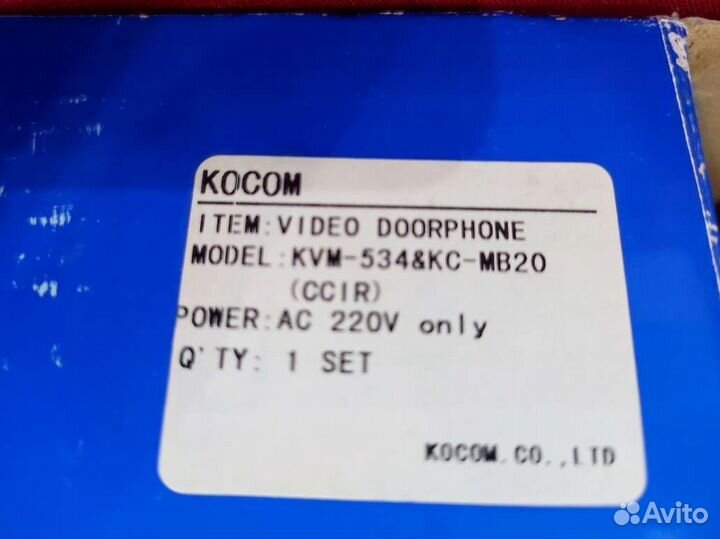 KOCOM
ITEM:VIDEO DOORPHONE
MODEL:KVM-534&KC-MB20
(CCIR)
POWER:AC 220V only
Q'TY: 1 SET
KOCOM.CO.,LTD
Avito